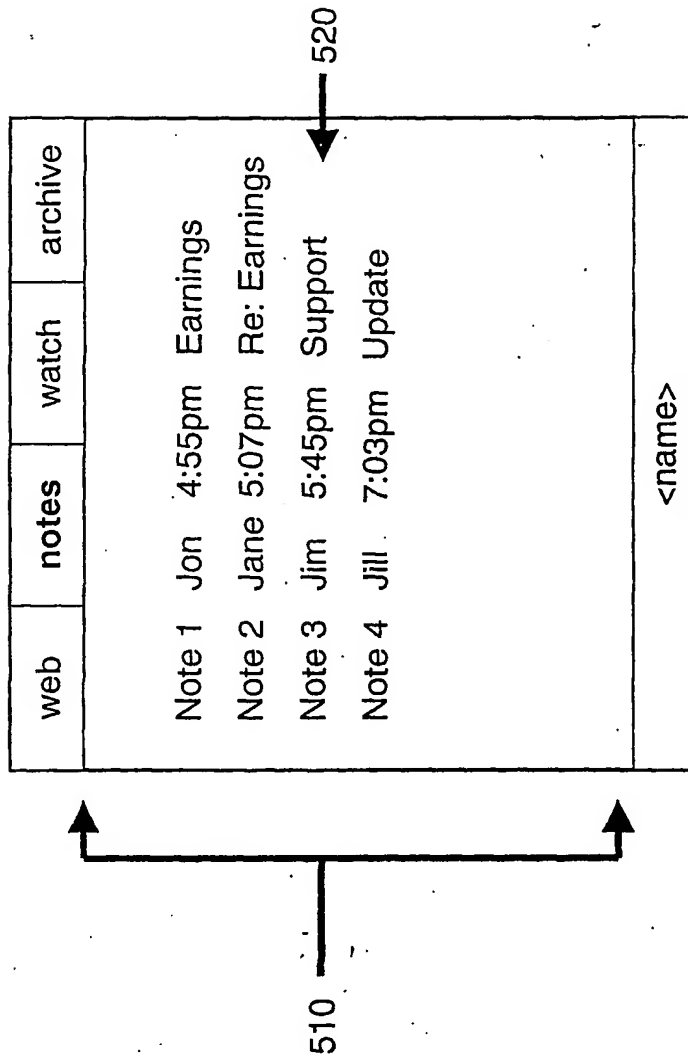 web notes watch archive
Note 1 Jon 4:55pm Earnings
Note 2 Jane 5:07pm Re: Earnings
Note 3 Jim 5:45pm Support
Note 4 Jill 7:03pm Update
<name>
510
520